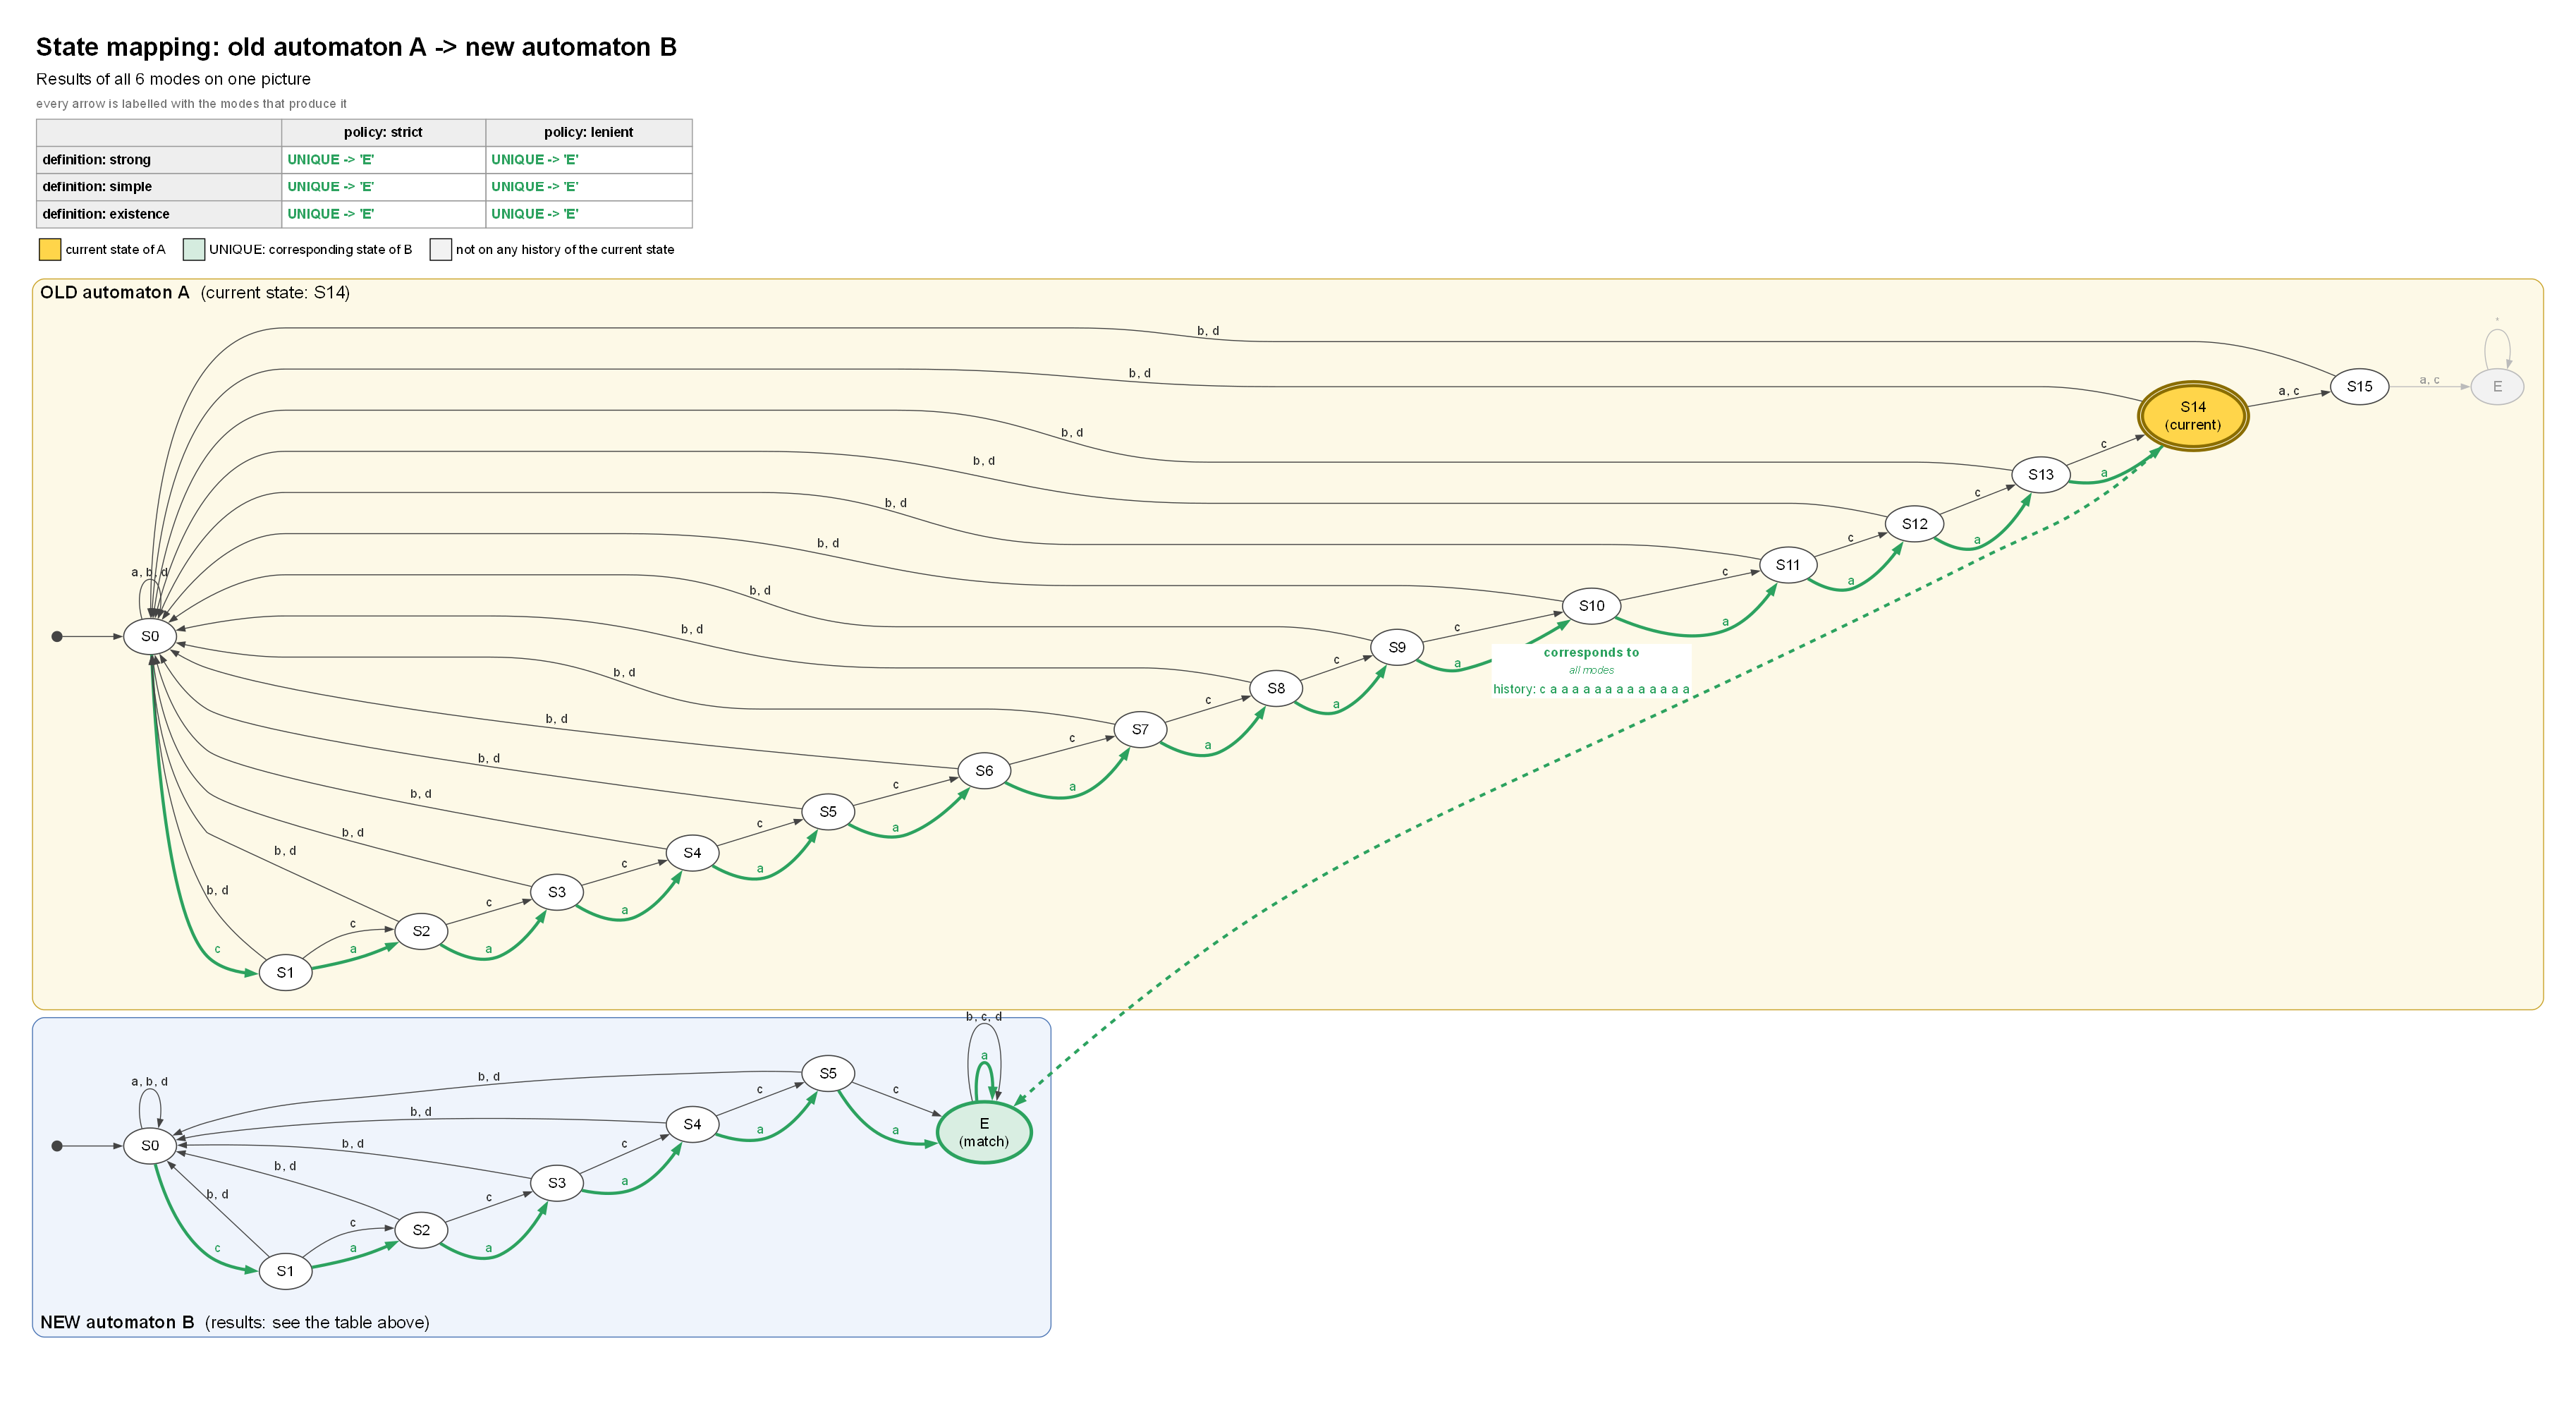 State mapping: old automaton A -> new automaton B
Results of all 6 modes on one picture
every arrow is labelled with the modes that produce it
policy: strict policy: lenient
definition: strong UNIQUE -> 'E' UNIQUE -> 'E'
definition: simple UNIQUE -> 'E' UNIQUE -> 'E'
definition: existence UNIQUE -> 'E' UNIQUE -> 'E'
current state of A UNIQUE: corresponding state of B not on any history of the current state
OLD automaton A (current state: S14)
b, d
,
b, d
S15
a, c
E
a, c
S14
(current)
b, d
c
a
S13
b, d
c
a
S12
b, d
c
a
S11
b, d
c
a
S10
a, b, d
S0
b, d
c
a
S9
corresponds to
all modes
history: c a a a a a a a a a a a a a
b, d
c
a
S8
b, d
c
a
S7
b, d
c
a
S6
b, d
c
a
S5
b, d
c
a
S4
b, d
c
a
S3
b, d
c
a
S2
b, d
c
a
c
S1
b, c, d
a
S5
b, d
c
a
E
(match)
a, b, d
S0
b, d
c
a
S4
b, d
c
a
S3
b, d
c
a
S2
b, d
c
a
c
S1
NEW automaton B (results: see the table above)